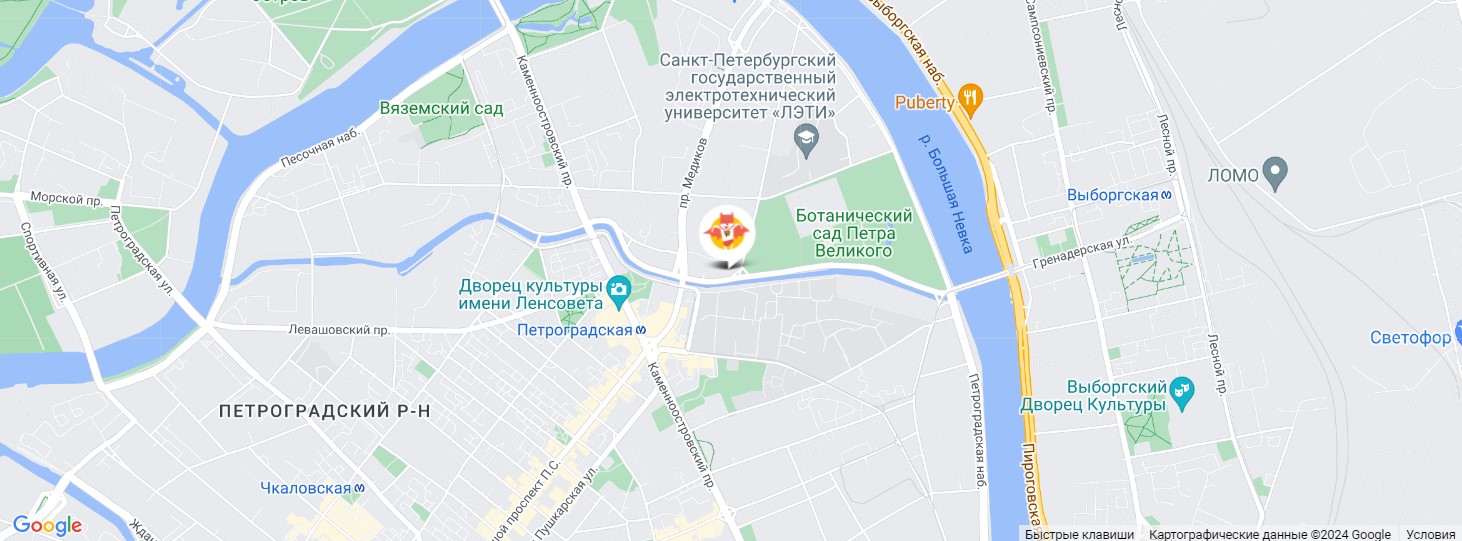 Выборгская наб.
Сампсониевский пр.
Каменноостровский пр.
Санкт-Петербургский
государственный
электротехнический
университет «ЛЭТИ»
Puberty
Вяземский сад
Песочная наб.
пр. Медиков
р. Большая Невка
Лесной пр.
ЛОМО
Выборгская
Морской пр.
Петроградская ул.
Спортивная ул.
Ботанический
сад Петра
Великого
Гренадерская ул.
Дворец культуры
имени Ленсовета
Петроградская
Левашовский пр.
Светофор
Лесной пр.
ПЕТРОГРАДСКИЙ Р-Н
Каменноостровский пр.
Петроградская наб.
Выборгский
Дворец Культуры
Чкаловская
проспект П.С.
Пушкарская ул.
Пироговская
Google
Быстрые клавиши
Картографические данные ©2024 Google
Условия